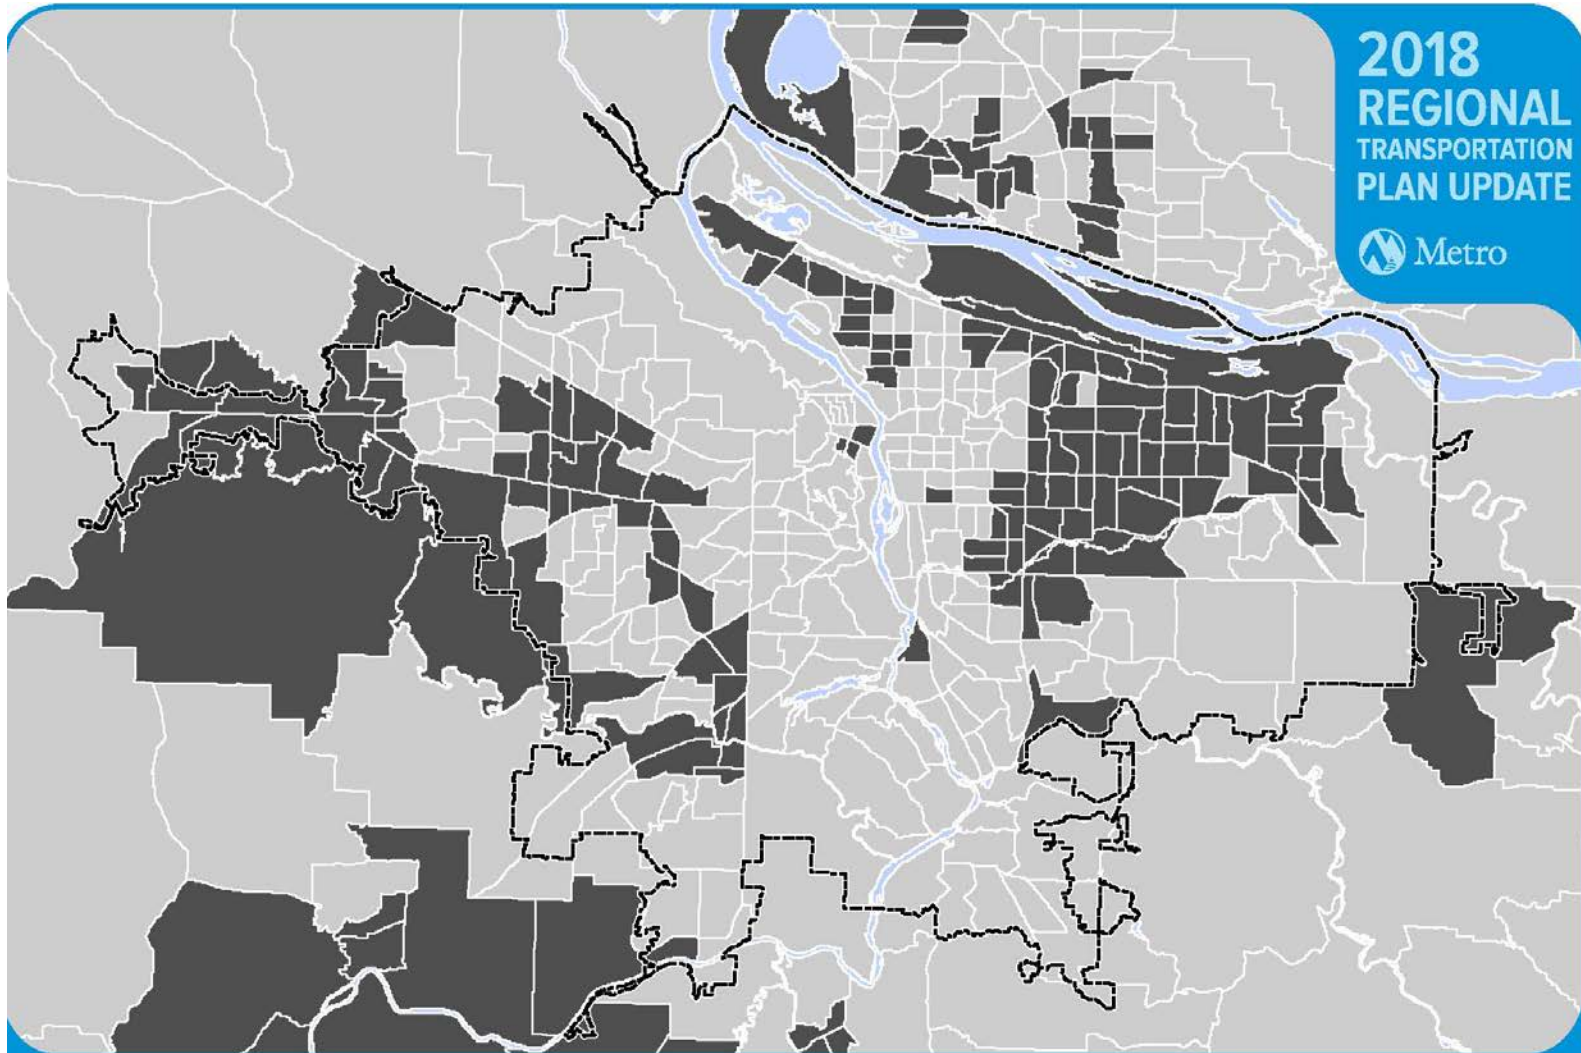 2018
REGIONAL
TRANSPORTATION
PLAN UPDATE
Metro